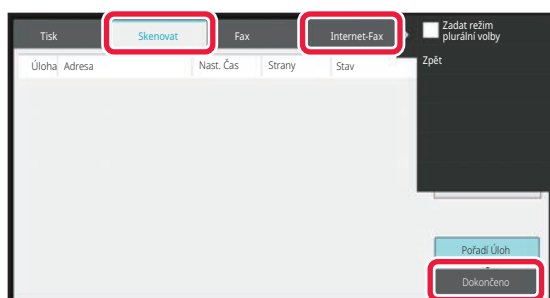 Tisk Skenovat Fax Internet-Fax
Zadat režim
plurální volby
Zpět
Úloha Adresa Nast. Čas Strany Stav
Pořadí Úloh
Dokončeno